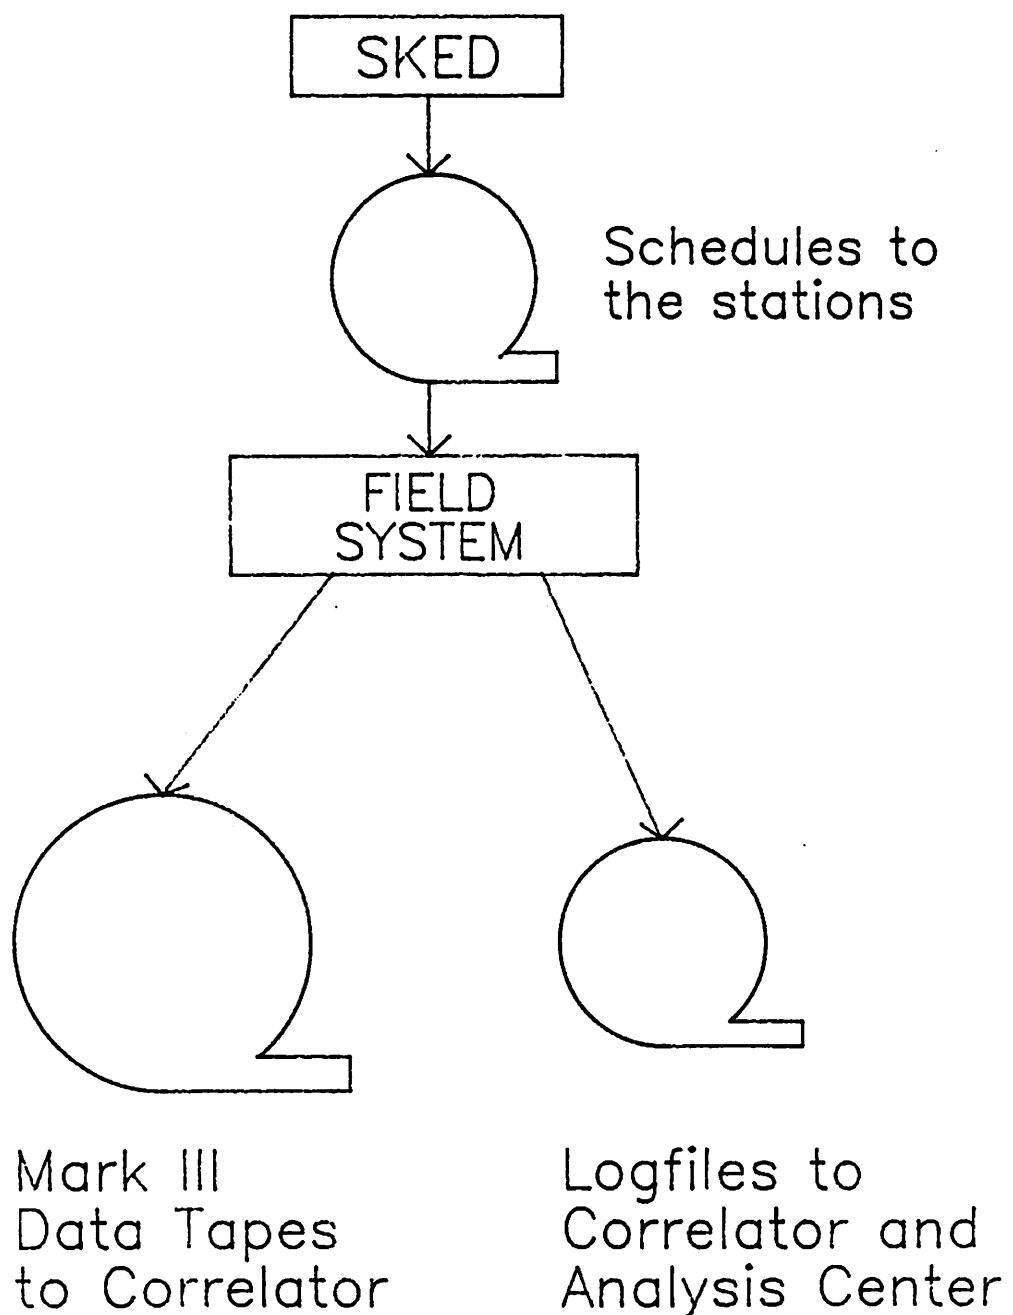 SKED
Schedules to
the stations
FIELD
SYSTEM
Mark III
Data Tapes
to Correlator
Logfiles to
Correlator and
Analysis Center